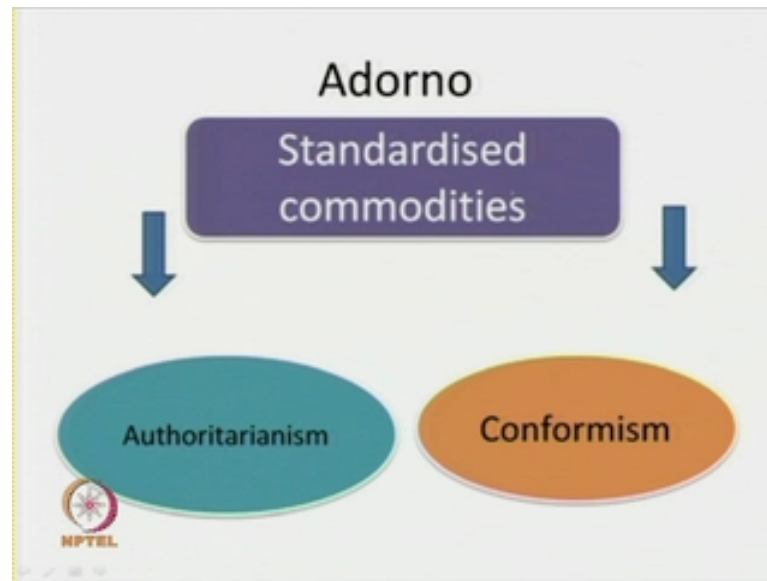 Adorno
Standardised
commodities
Authoritarianism
Conformism
NPTEL